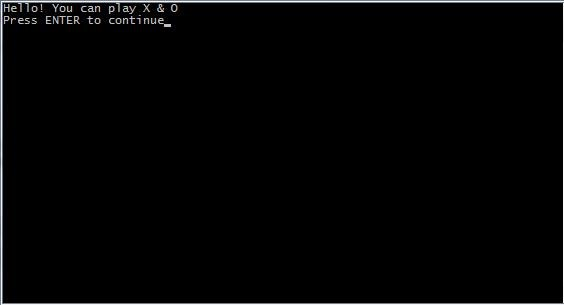 Hello! You can play X & O
Press ENTER to continue